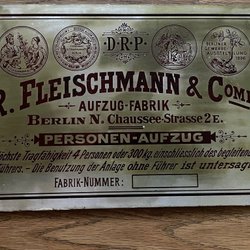 D·R·P·
R. FLEISCHMANN & COMP
AUFZUG-FABRIK
BERLIN N. Chaussee-Strasse 2E.
PERSONEN-AUFZUG
höchste Tragfähigkeit 4 Personen oder 300 kg. einschliesslich des begleitenden
Führers. – Die Benutzung der Anlage ohne Führer ist untersagt.
FABRIK-NUMMER: